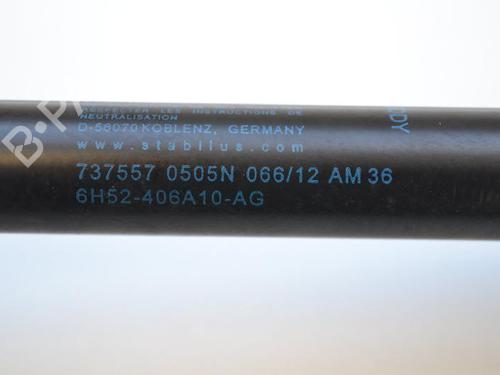 RESPECTER LES INSTRUCTIONS DE
NEUTRALISATION
D-56070 KOBLENZ, GERMANY
www.stabilus.com
737557 0505N 066/12 AM 36
6H52-406A10-AG